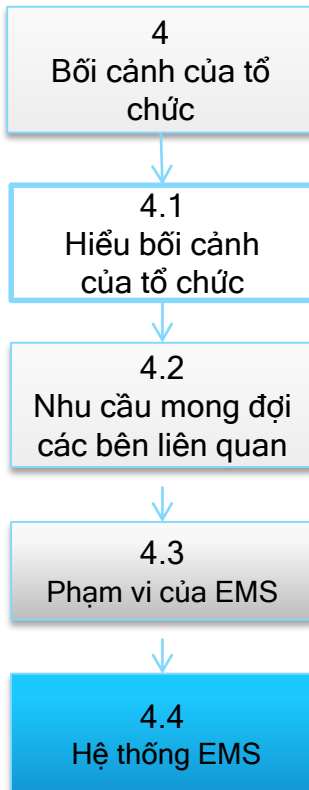 4
Bối cảnh của tổ
chức
4.1
Hiểu bối cảnh
của tổ chức
4.2
Nhu cầu mong đợi
các bên liên quan
4.3
Phạm vi của EMS
4.4
Hệ thống EMS